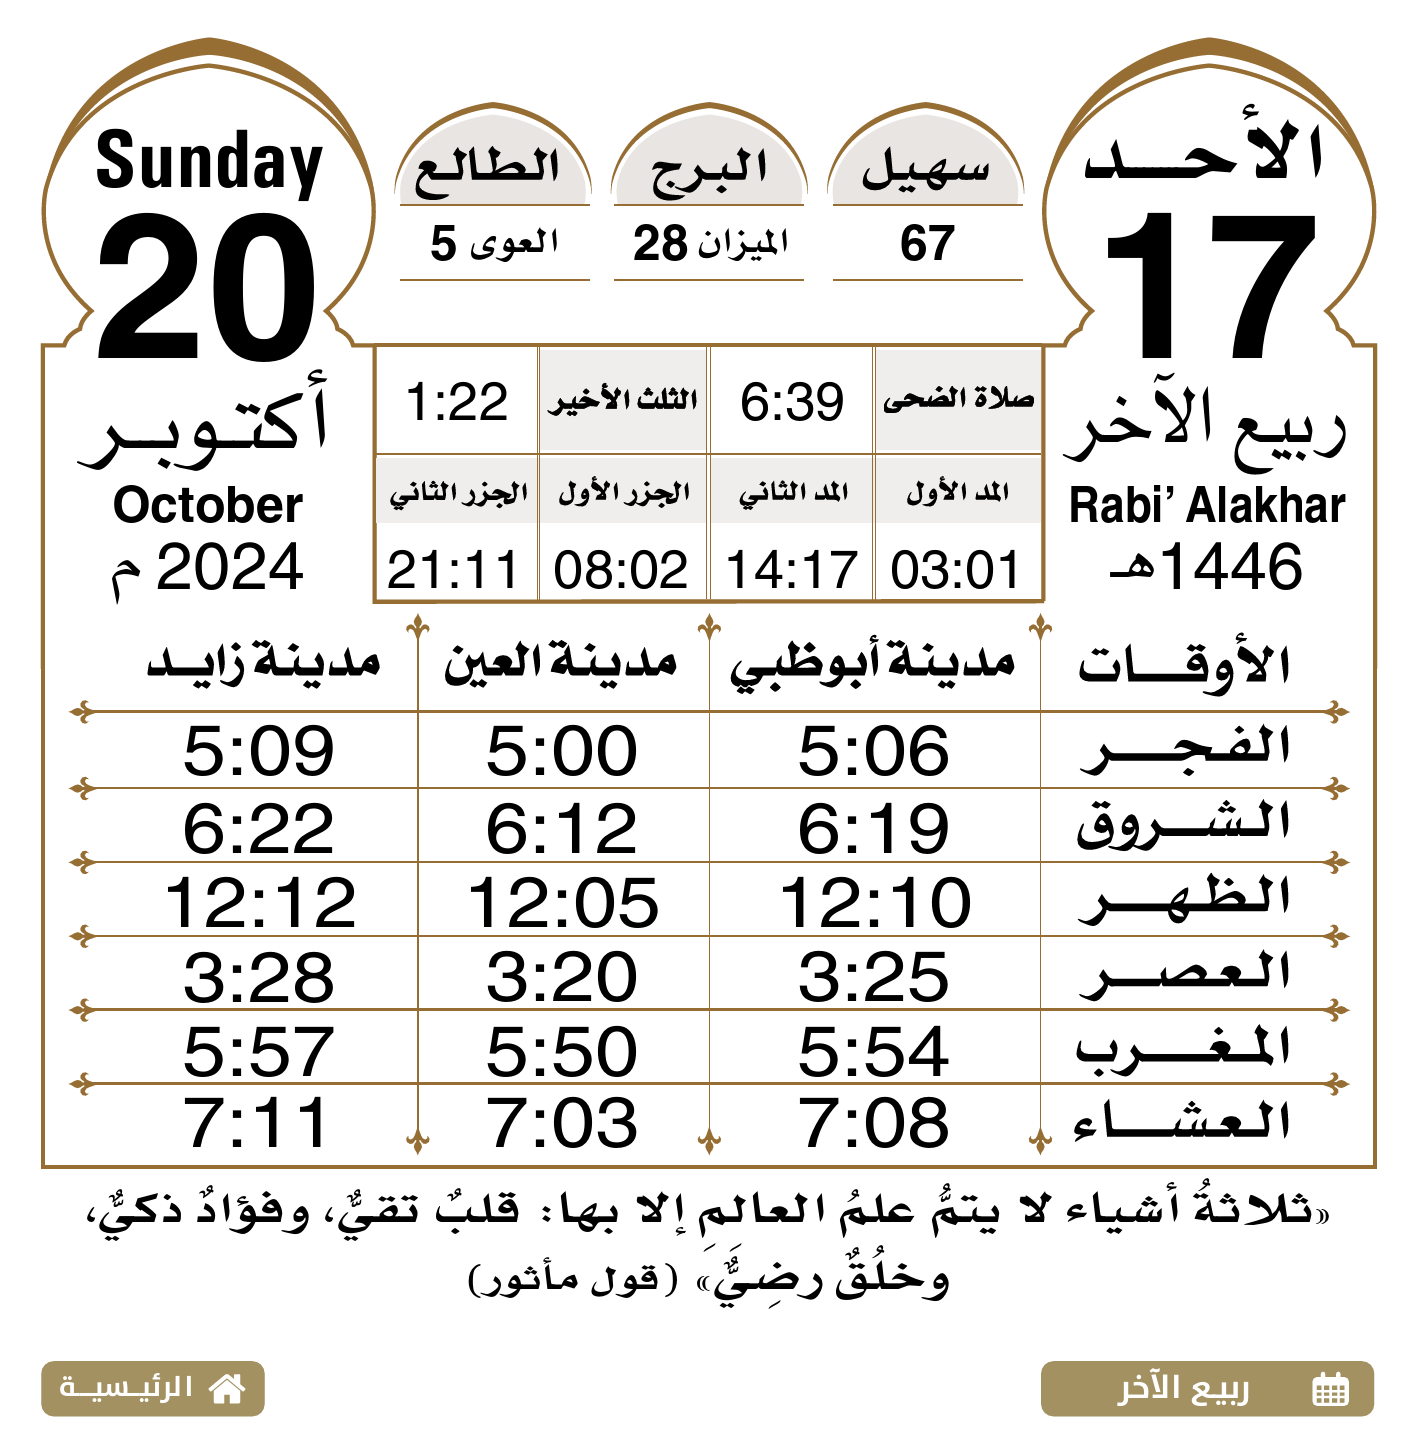 الأحد
17
ربيع الآخر
Rabi’ Alakhar
1446هـ
سهيل
67
البرج
الميزان 28
الطالع
العوى 5
Sunday
20
أكتوبر
October
2024 م
صلاة الضحى 6:39 الثلث الأخير 1:22
المد الأول المد الثاني الجزر الأول الجزر الثاني
03:01 14:17 08:02 21:11
الأوقات مدينة أبوظبي مدينة العين مدينة زايد
الفجر 5:06 5:00 5:09
الشروق 6:19 6:12 6:22
الظهر 12:10 12:05 12:12
العصر 3:25 3:20 3:28
المغرب 5:54 5:50 5:57
العشاء 7:08 7:03 7:11
«ثلاثةُ أشياء لا يتمُّ علمُ العالَمِ إلا بها: قلبٌ تقيٌّ، وفؤادٌ ذكيٌّ،
وخلُقٌ رضِيٌّ» (قول مأثور)
ربيع الآخر
الرئيسية